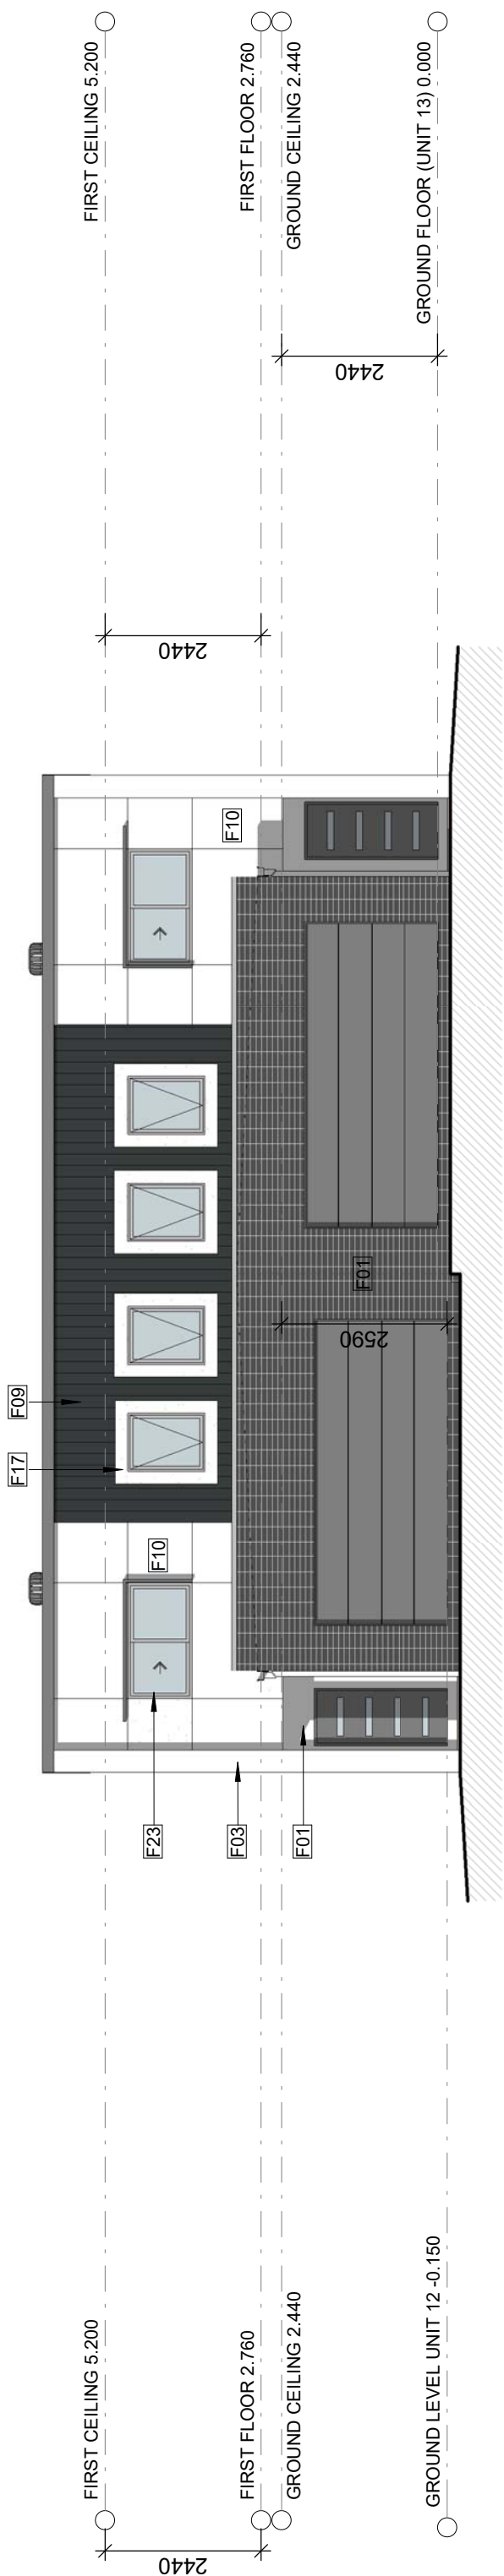 FIRST CEILING 5.200
FIRST FLOOR 2.760
GROUND CEILING 2.440
GROUND LEVEL UNIT 12 -0.150
2440
F23
F03
F01
F17
F09
F10
F01
2590
F10
2440
2440
FIRST CEILING 5.200
FIRST FLOOR 2.760
GROUND CEILING 2.440
GROUND FLOOR (UNIT 13) 0.000